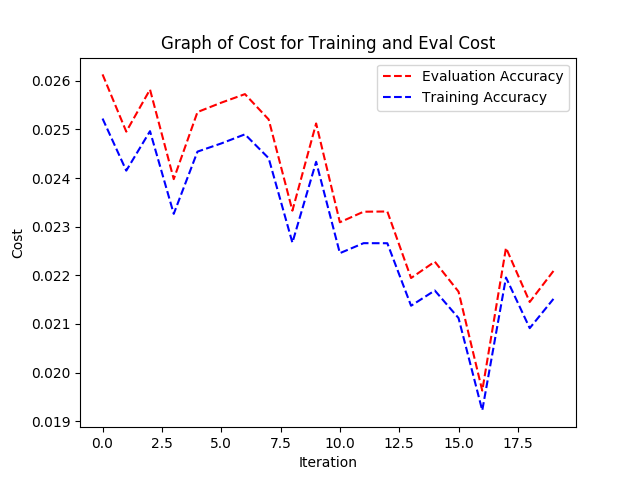 Graph of Cost for Training and Eval Cost
Evaluation Accuracy
Training Accuracy
0.026
0.025
0.024
0.023
0.022
0.021
0.020
0.019
Cost
0.0 2.5 5.0 7.5 10.0 12.5 15.0 17.5
Iteration